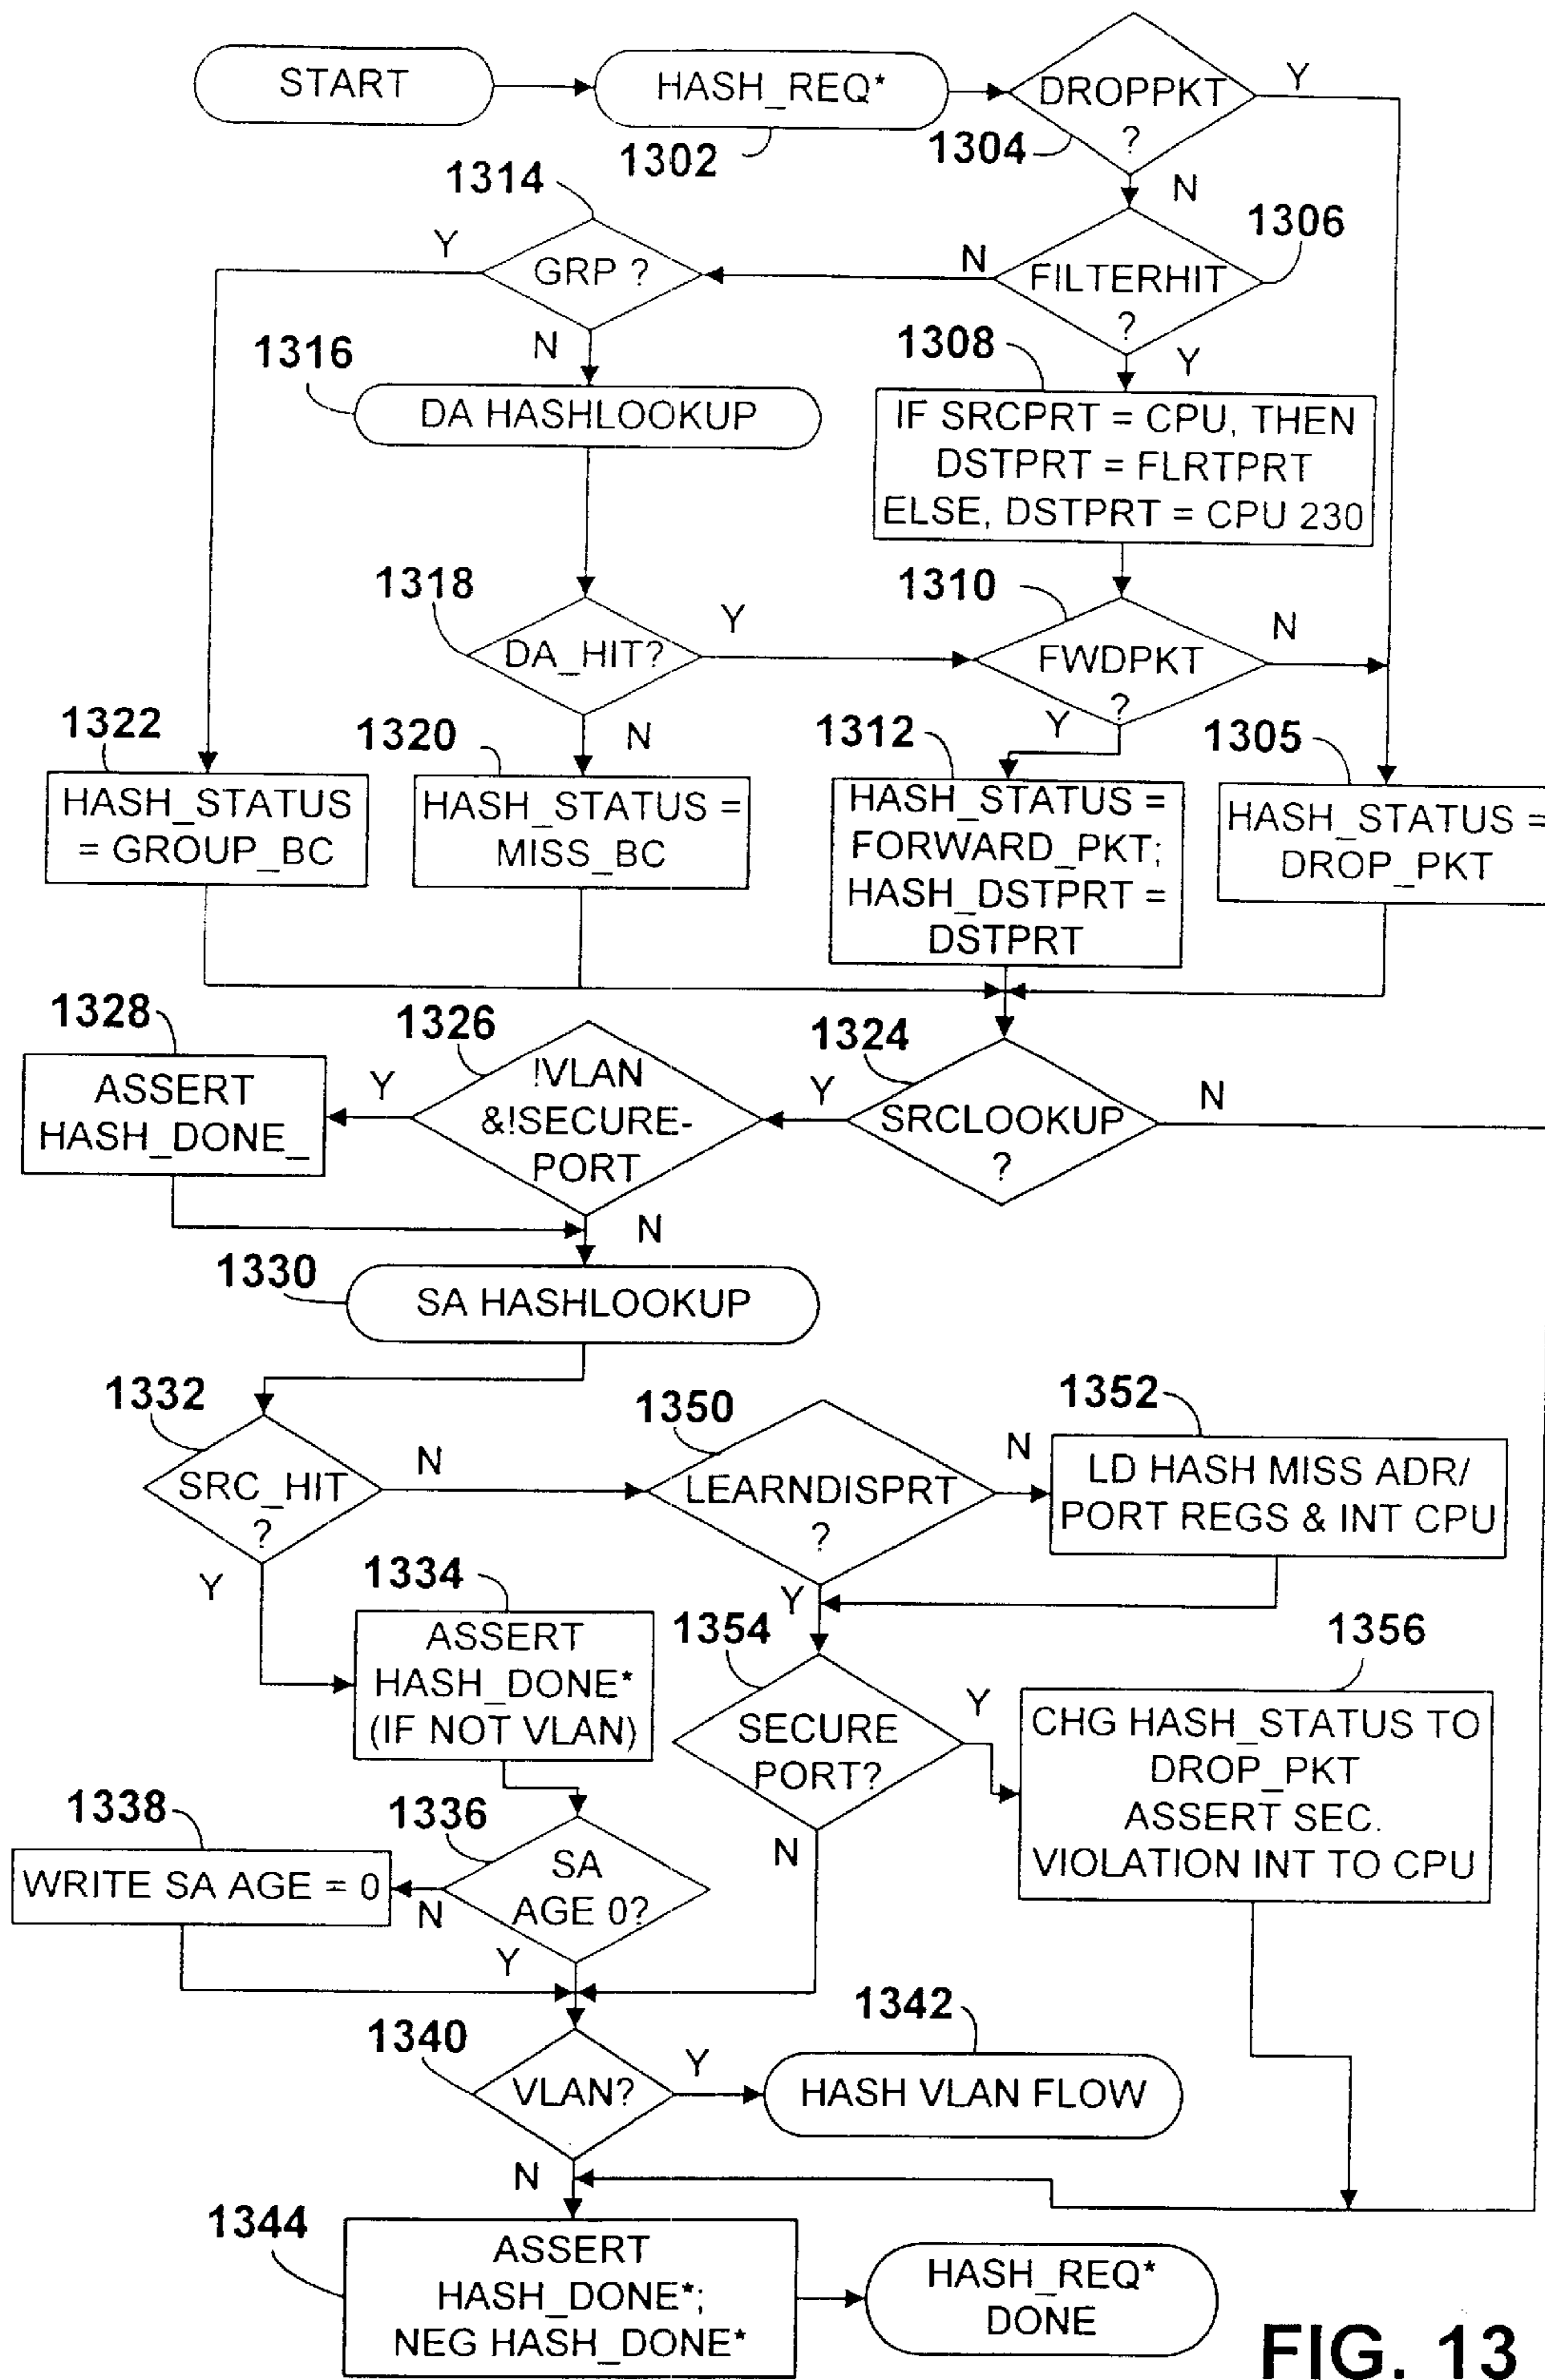 START
HASH_REQ*
DROPPKT
?
Y
1302
1304
N
1314
1306
Y
GRP ?
N
FILTERHIT
?
N
Y
1316
1308
DA HASHLOOKUP
IF SRCPRT = CPU, THEN
DSTPRT = FLRTPRT
ELSE, DSTPRT = CPU 230
1318
1310
DA_HIT?
Y
FWDPKT
?
N
N
Y
1322
1320
1312
1305
HASH_STATUS
= GROUP_BC
HASH_STATUS =
MISS_BC
HASH_STATUS =
FORWARD_PKT;
HASH_DSTPRT =
DSTPRT
HASH_STATUS =
DROP_PKT
1328
1326
1324
ASSERT
HASH_DONE_
Y
!VLAN
&!SECURE-
PORT
Y
SRCLOOKUP
?
N
N
1330
SA HASHLOOKUP
1332
1350
1352
SRC_HIT
?
N
LEARNDISPRT
?
N
LD HASH MISS ADR/
PORT REGS & INT CPU
Y
Y
1334
1354
1356
ASSERT
HASH_DONE*
(IF NOT VLAN)
SECURE
PORT?
Y
CHG HASH_STATUS TO
DROP_PKT
ASSERT SEC.
VIOLATION INT TO CPU
1338
1336
N
WRITE SA AGE = 0
N
SA
AGE 0?
Y
1342
1340
VLAN?
Y
HASH VLAN FLOW
N
1344
ASSERT
HASH_DONE*;
NEG HASH_DONE*
HASH_REQ*
DONE
FIG. 13